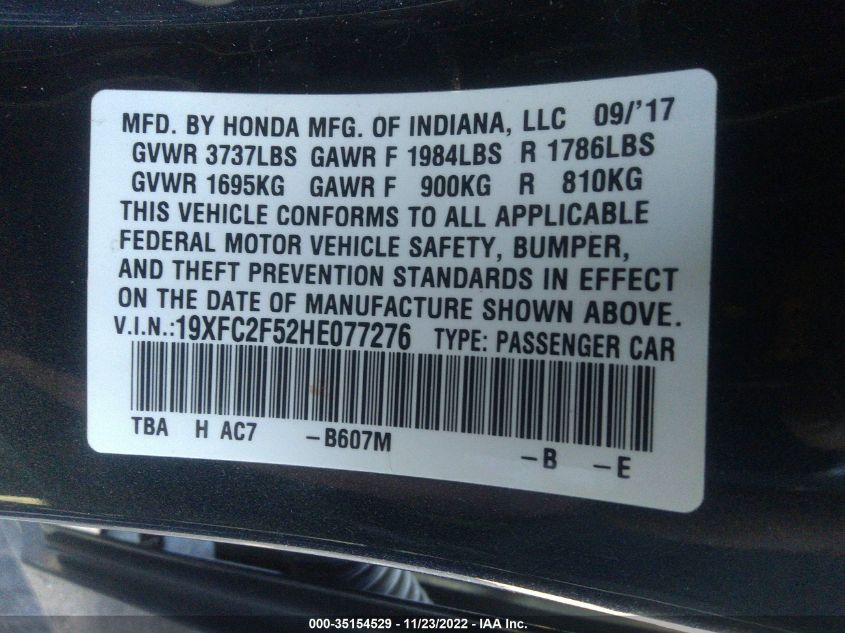 MFD. BY HONDA MFG. OF INDIANA, LLC 09/'17
GVWR 3737LBS GAWR F 1984LBS R 1786LBS
GVWR 1695KG GAWR F 900KG R 810KG
THIS VEHICLE CONFORMS TO ALL APPLICABLE
FEDERAL MOTOR VEHICLE SAFETY, BUMPER,
AND THEFT PREVENTION STANDARDS IN EFFECT
ON THE DATE OF MANUFACTURE SHOWN ABOVE.
V.I.N.:19XFC2F52HE077276 TYPE: PASSENGER CAR
TBA H AC7 -B607M -B -E
000-35154529 - 11/23/2022 - IAA Inc.